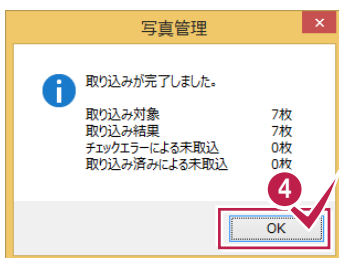 写真管理
×
取り込みが完了しました。
取り込み対象 7枚
取り込み結果 7枚
チェックエラーによる未取込 0枚
取り込み済みによる未取込 0枚
4
OK